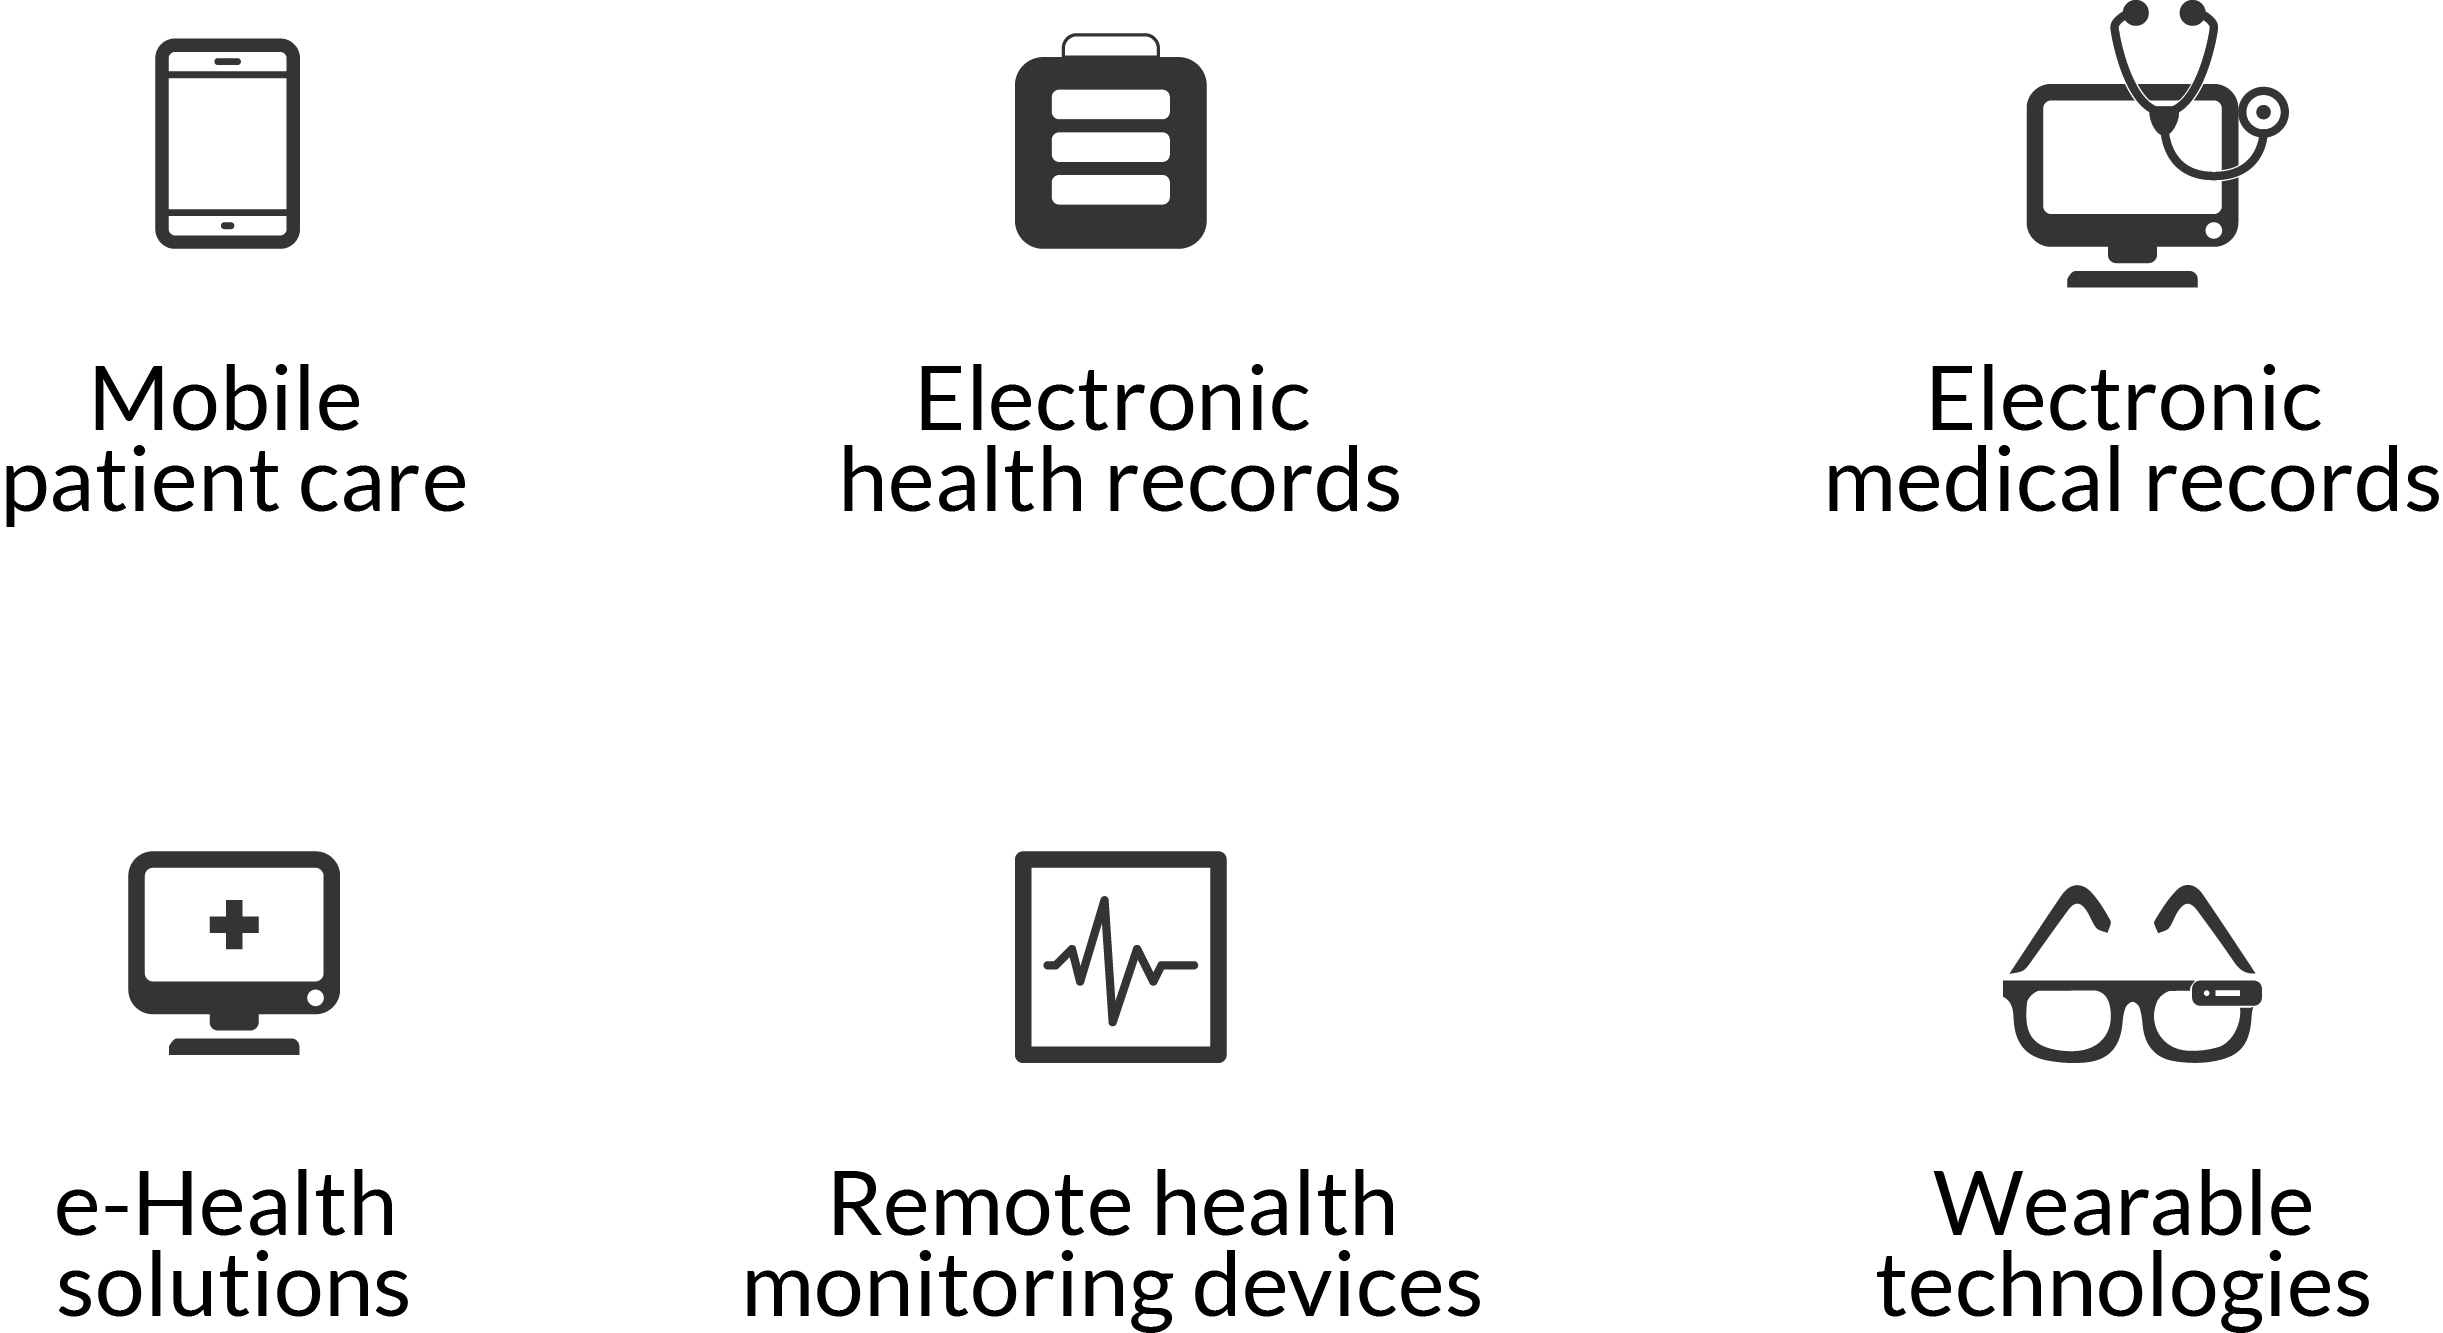 Mobile
patient care
Electronic
health records
Electronic
medical records
e-Health
solutions
Remote health
monitoring devices
Wearable
technologies